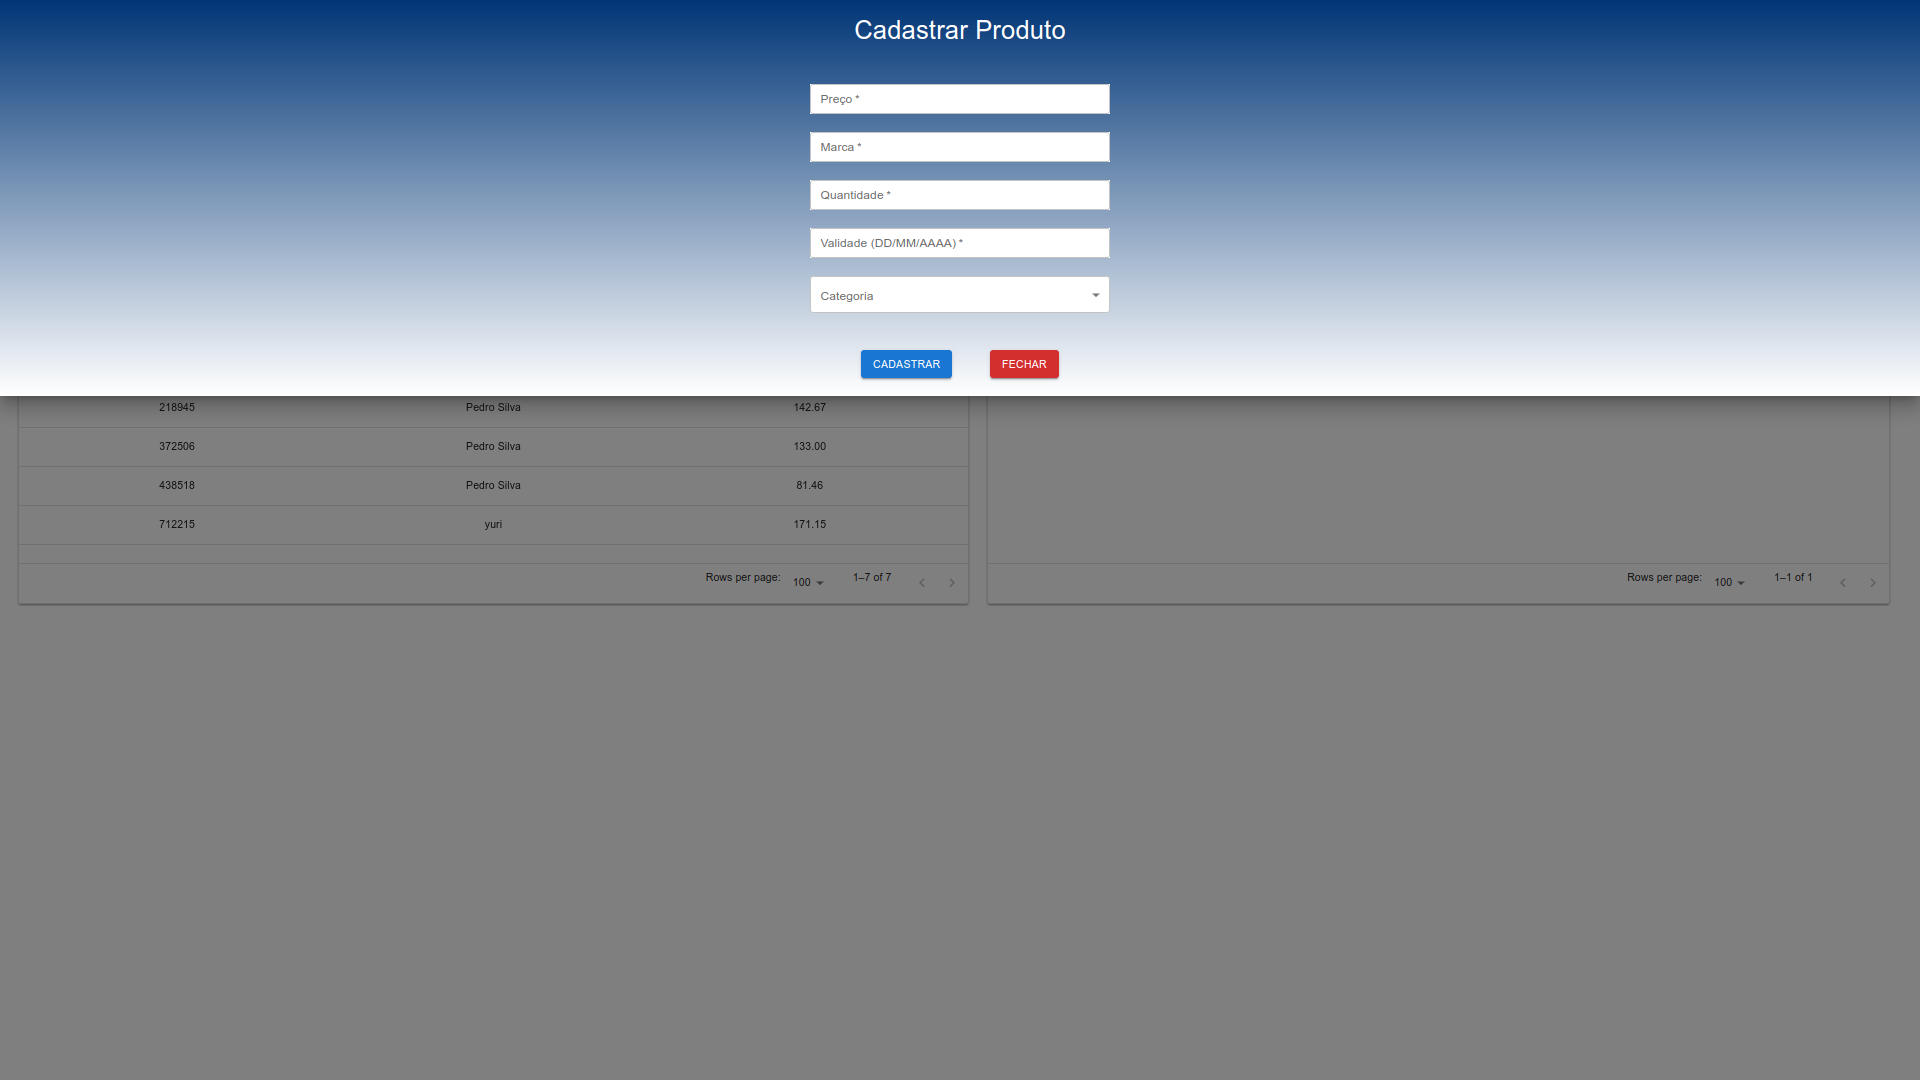 Cadastrar Produto
Preço *
Marca *
Quantidade *
Validade (DD/MM/AAAA) *
Categoria
CADASTRAR FECHAR
218945 Pedro Silva 142.67
372506 Pedro Silva 133.00
438518 Pedro Silva 81.46
712215 yuri 171.15
Rows per page: 100 1–7 of 7
Rows per page: 100 1–1 of 1